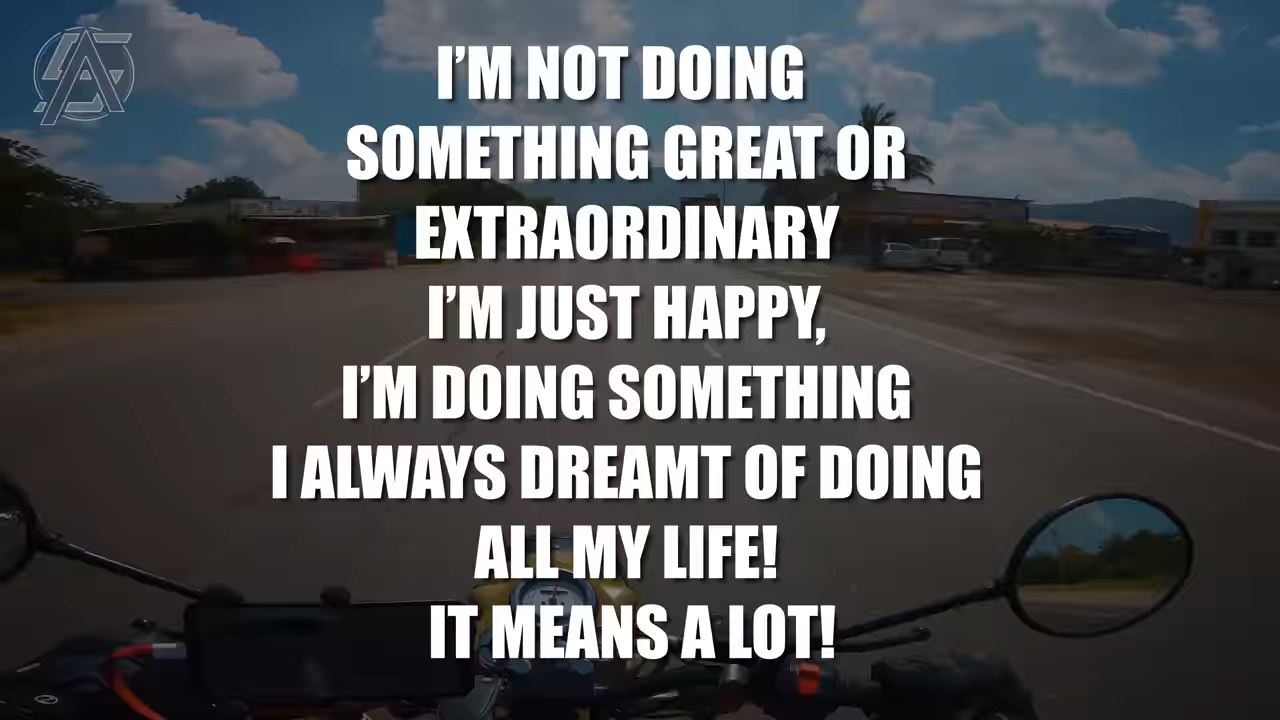 I’M NOT DOING
SOMETHING GREAT OR
EXTRAORDINARY
I’M JUST HAPPY,
I’M DOING SOMETHING
I ALWAYS DREAMT OF DOING
ALL MY LIFE!
IT MEANS A LOT!